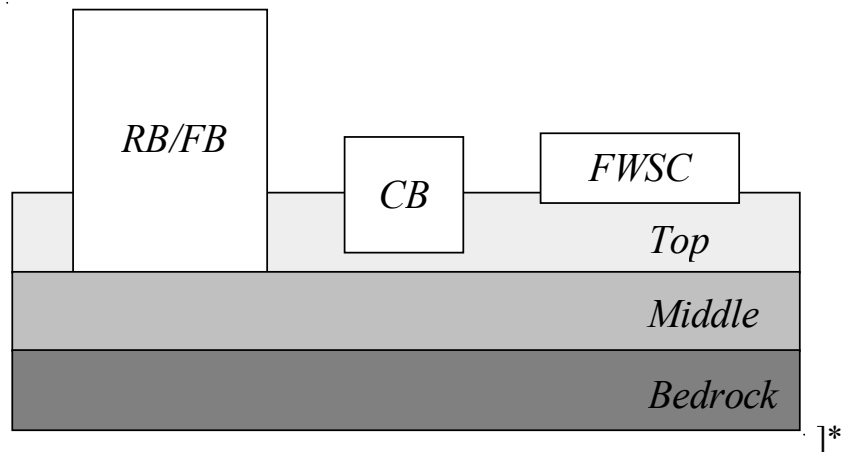 RB/FB
CB
FWSC
Top
Middle
Bedrock
]*